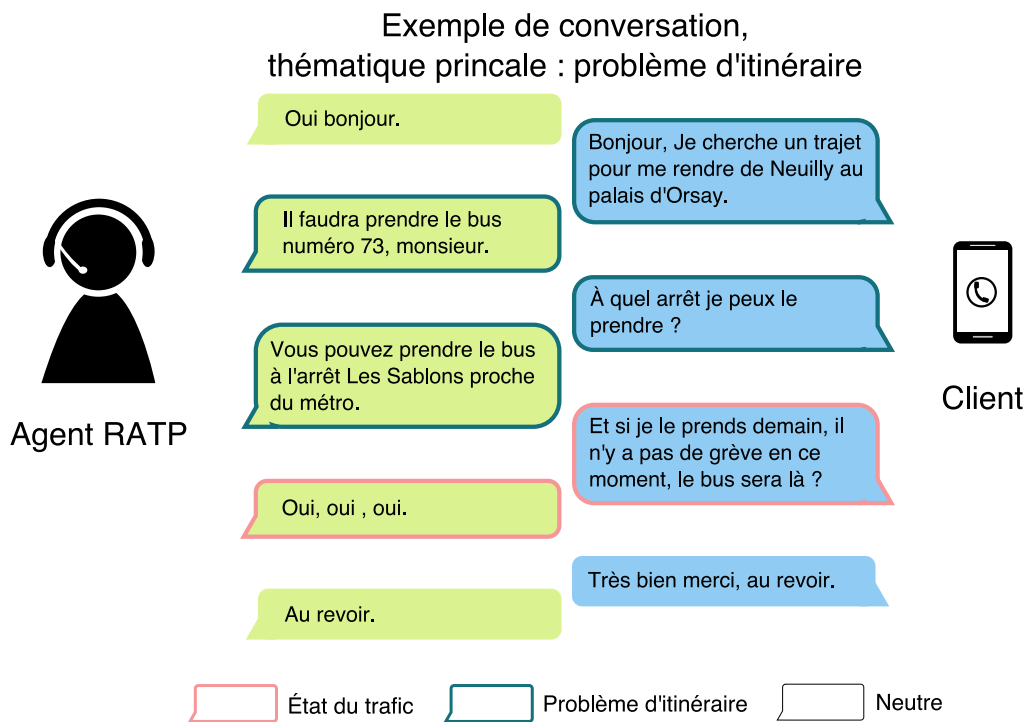 Exemple de conversation,
thématique princale : problème d'itinéraire
Oui bonjour.
Bonjour, Je cherche un trajet
pour me rendre de Neuilly au
palais d'Orsay.
Il faudra prendre le bus
numéro 73, monsieur.
À quel arrêt je peux le
prendre ?
Vous pouvez prendre le bus
à l'arrêt Les Sablons proche
du métro.
Et si je le prends demain, il
n'y a pas de grève en ce
moment, le bus sera là ?
Oui, oui , oui.
Très bien merci, au revoir.
Au revoir.
Agent RATP
Client
État du trafic
Problème d'itinéraire
Neutre